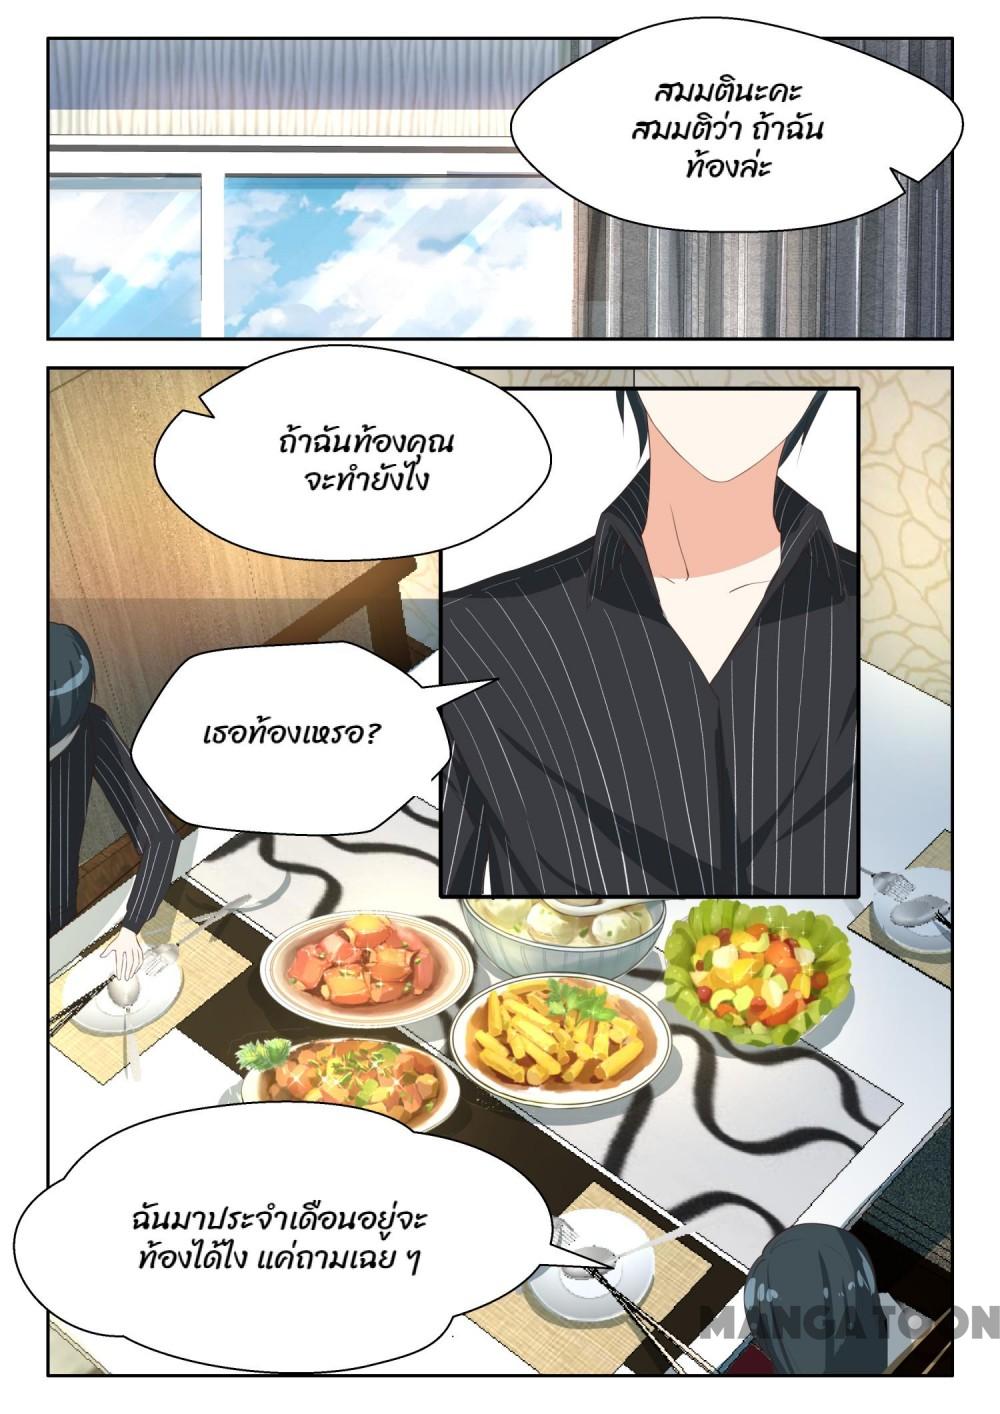 สมมตินะคะ
สมมติว่า ถ้าฉัน
ท้องล่ะ
ถ้าฉันท้องคุณ
จะทำยังไง
เธอท้องเหรอ?
ฉันมาประจำเดือนอยู่จะ
ท้องได้ไง แค่ถามเฉย ๆ
MANGATOON